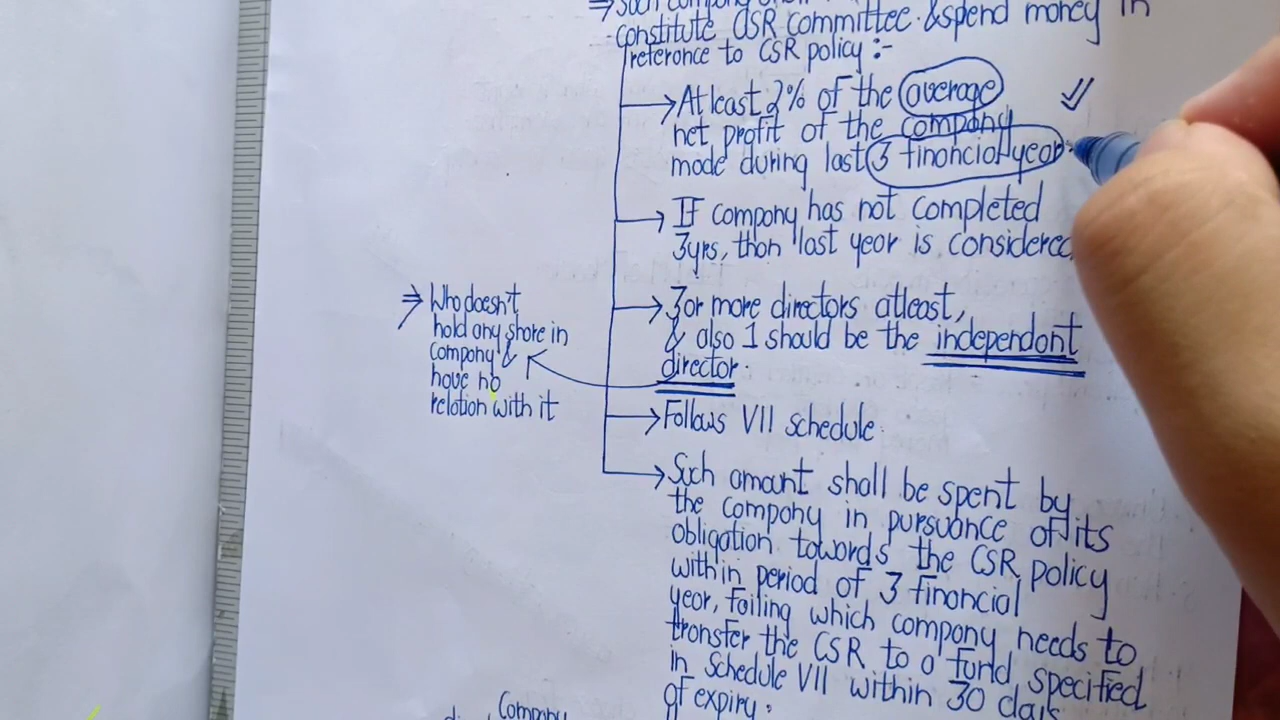 ⇒ Such company
constitute CSR committee & spend money in
reference to CSR policy :-
→ Atleast 2% of the average
net profit of the company
made during last 3 financial year.
→ If company has not completed
3yrs, than last year is considered
→ 3 or more directors atleast,
& also 1 should be the independent
director.
⇒ Who doesn't
hold any share in
company &
have no
relation with it
→ Follows VII schedule.
→ Such amount shall be spent by
the company in pursuance of its
obligation towards the CSR policy
within period of 3 financial
year, failing which company needs to
transfer the CSR to a fund specified
in schedule VII within 30 days
of expiry.
Company